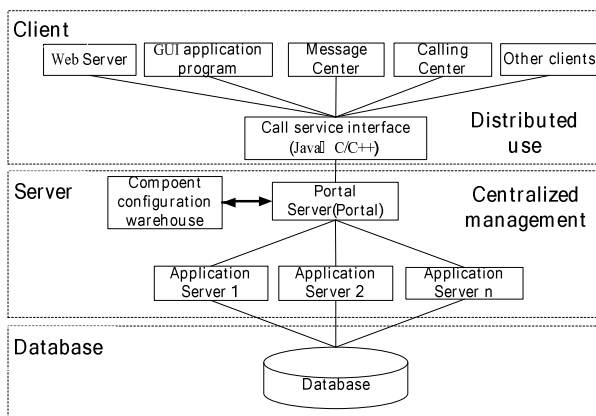 Client
Web Server
GUI application
program
Message
Center
Calling
Center
Other clients
Call service interface
(Java、 C/C++)
Distributed
use
Server
Compoent
configuration
warehouse
Portal
Server(Portal)
Centralized
management
Application
Server 1
Application
Server 2
Application
Server n
Database
Database